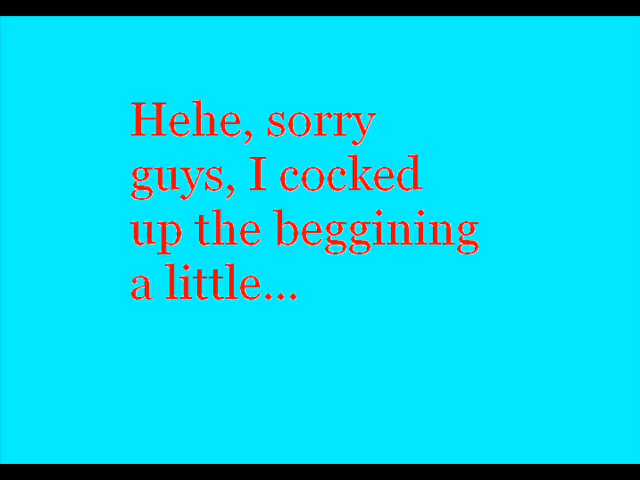 Hehe, sorry
guys, I cocked
up the beggining
a little...